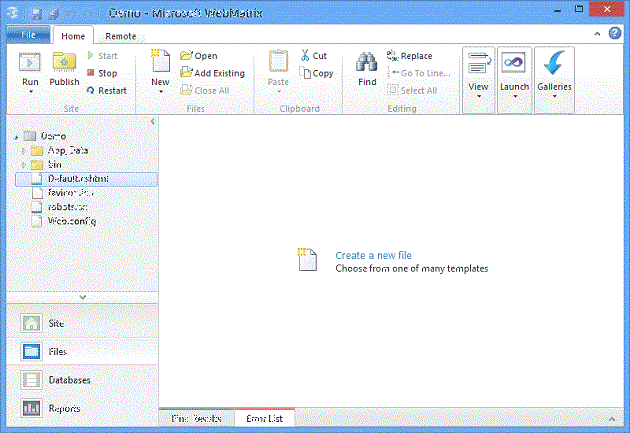 Demo - Microsoft WebMatrix
File Home Remote
Run
Publish
Start
Stop
Restart
Site
New
Open
Add Existing
Close All
Files
Paste
Cut
Copy
Clipboard
Find
Replace
Go To Line...
Select All
Editing
View
Launch
Galleries
Demo
App_Data
bin
Default.cshtml
favicon.ico
robots.txt
Web.config
Create a new file
Choose from one of many templates
Site
Files
Databases
Reports
Find Results Error List